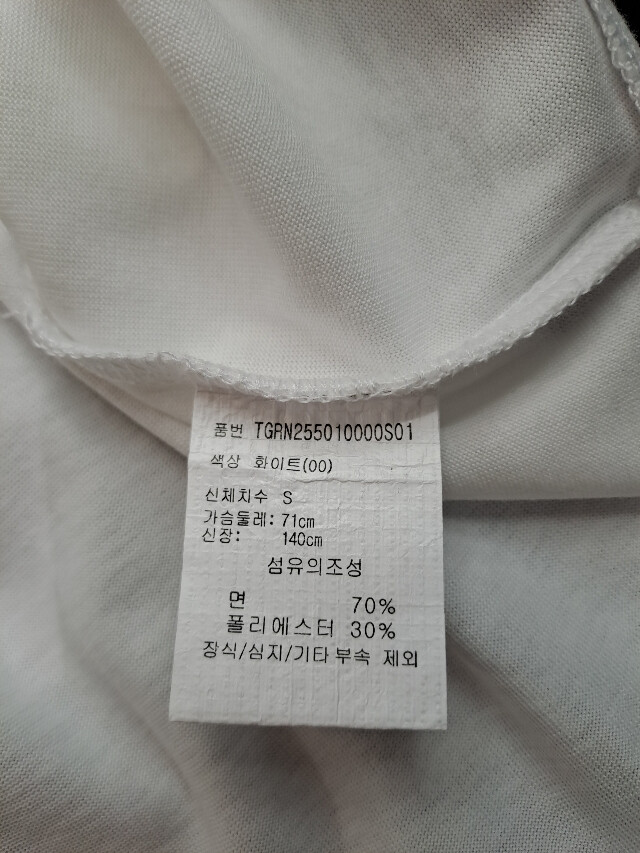 품번 TGRN255010000S01
색상 화이트(00)
신체치수 S
가슴둘레: 71cm
신장: 140cm
섬유의조성
면 70%
폴리에스터 30%
장식/심지/기타 부속 제외